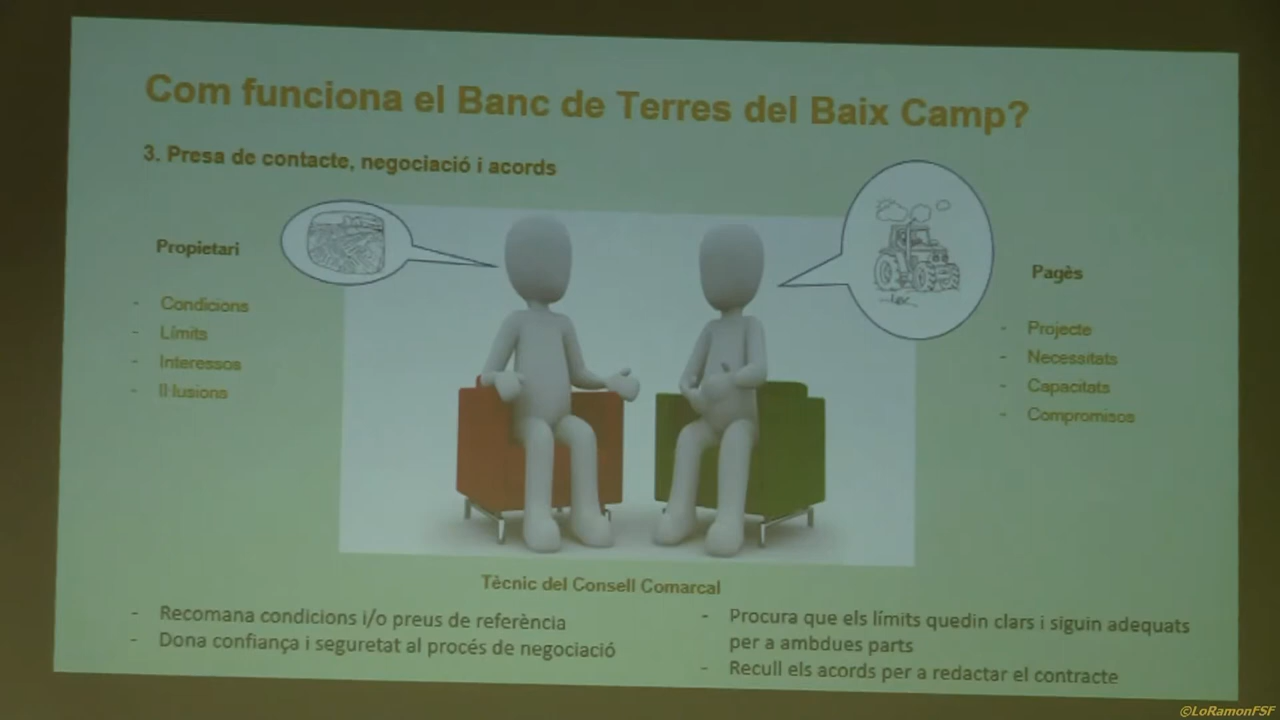 Com funciona el Banc de Terres del Baix Camp?
3. Presa de contacte, negociació i acords
Propietari
- Condicions
- Límits
- Interessos
- Il·lusions
Pagès
- Projecte
- Necessitats
- Capacitats
- Compromisos
Tècnic del Consell Comarcal
- Recomana condicions i/o preus de referència
- Dona confiança i seguretat al procés de negociació
- Procura que els límits quedin clars i siguin adequats
per a ambdues parts
- Recull els acords per a redactar el contracte
©LoRamonFSF